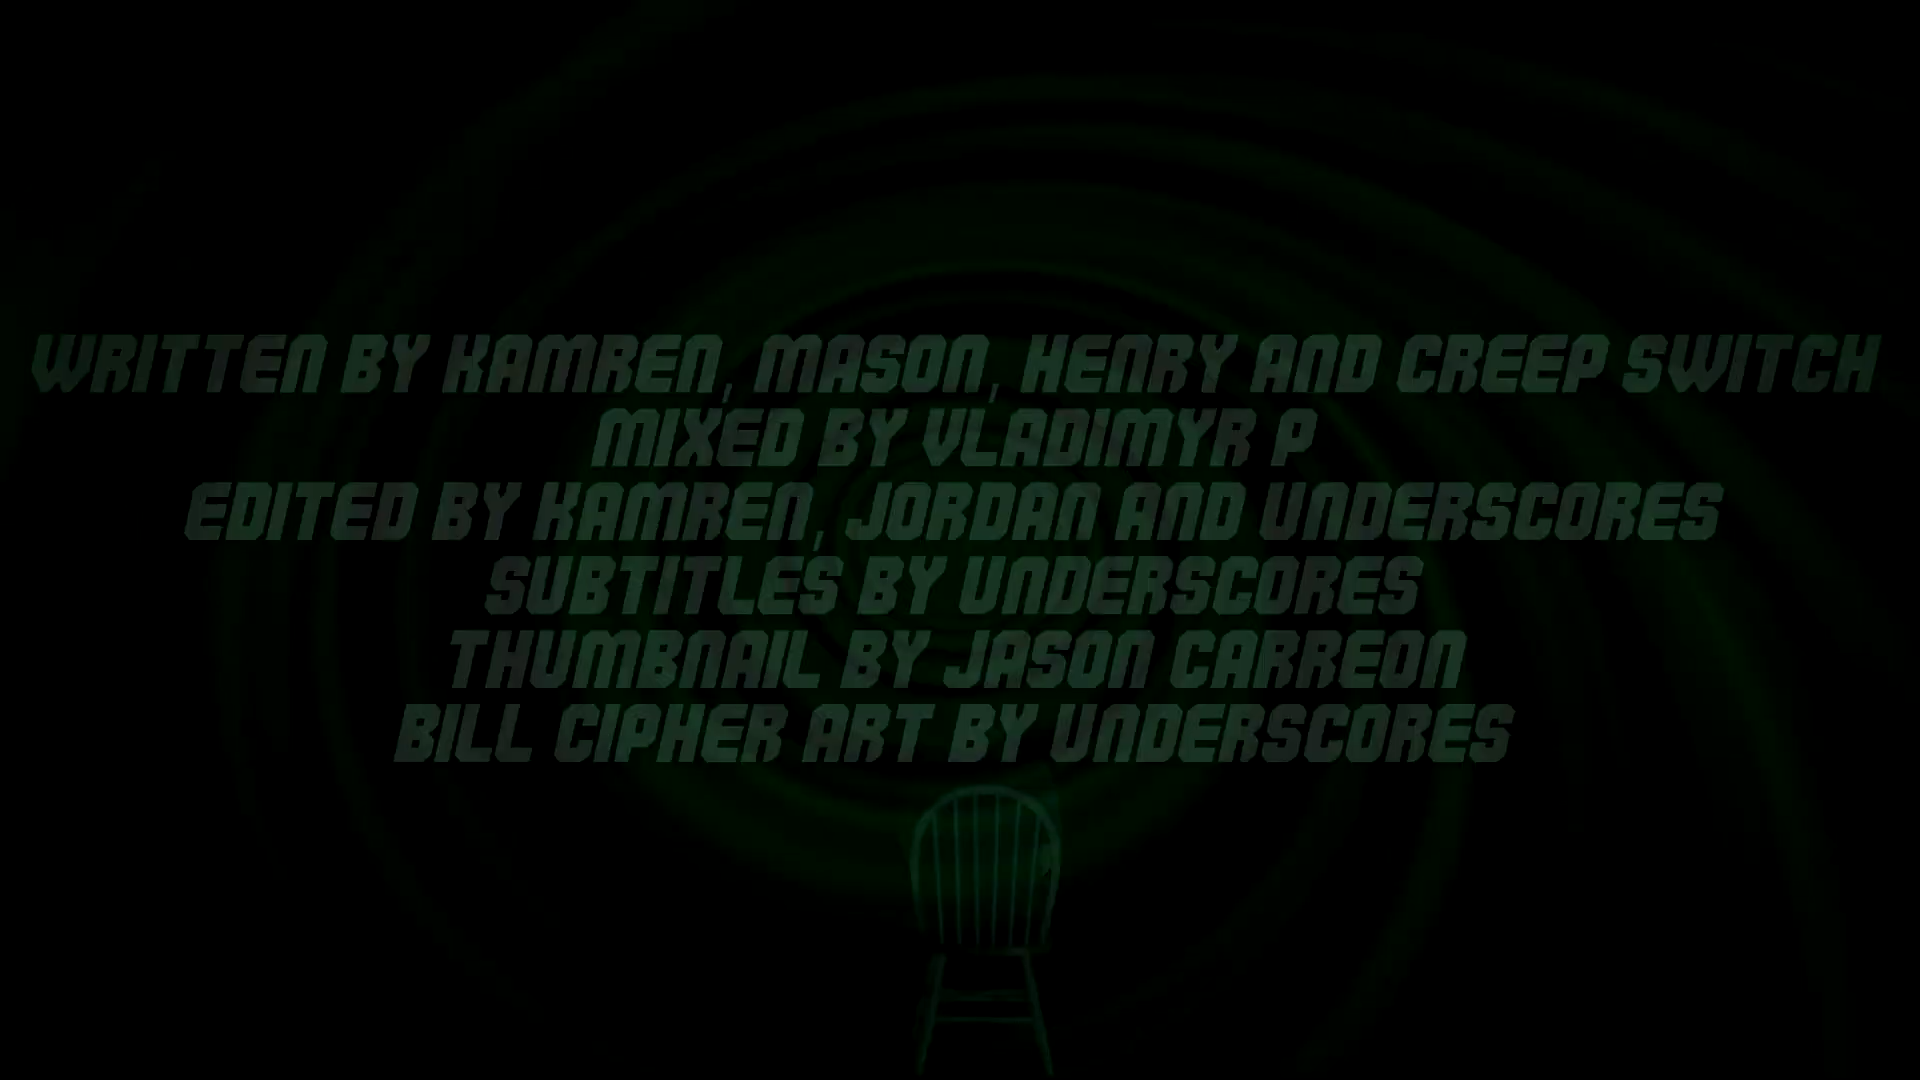 WRITTEN BY KAMREN, MASON, HENRY AND CREEP SWITCH
MIXED BY VLADIMYR P
EDITED BY KAMREN, JORDAN AND UNDERSCORES
SUBTITLES BY UNDERSCORES
THUMBNAIL BY JASON CARREON
BILL CIPHER ART BY UNDERSCORES